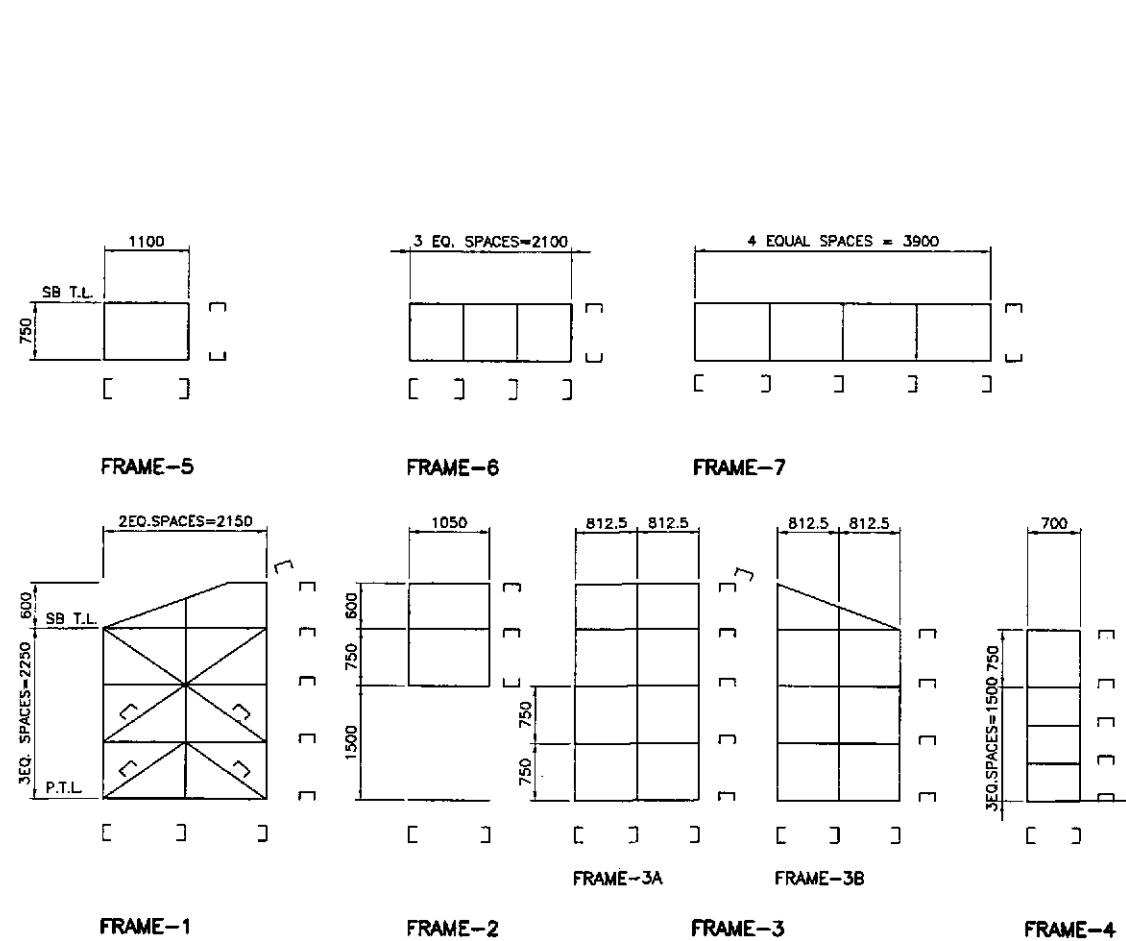 1100
3 EQ. SPACES=2100
4 EQUAL SPACES = 3900
SB T.L.
750
FRAME-5
FRAME-6
FRAME-7
2EQ.SPACES=2150
1050
812.5 812.5
812.5 812.5
700
600
SB T.L.
3EQ. SPACES=2250
P.T.L.
600
750
1500
750
750
750
3EQ.SPACES=1500
FRAME-3A
FRAME-3B
FRAME-1
FRAME-2
FRAME-3
FRAME-4